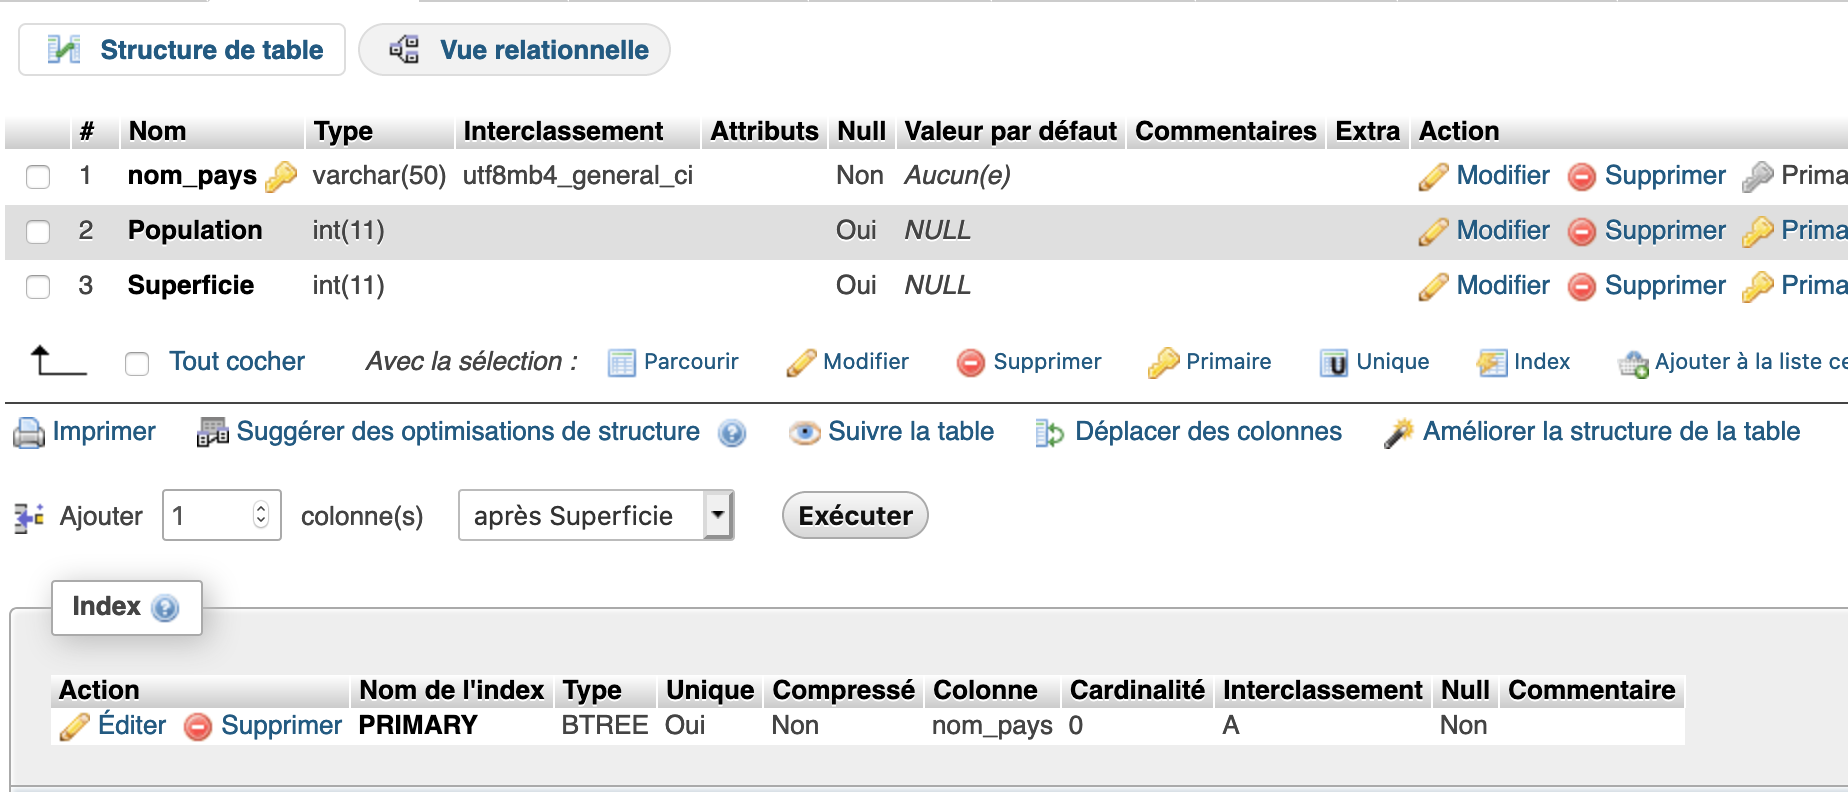 Structure de table Vue relationnelle
# Nom Type Interclassement Attributs Null Valeur par défaut Commentaires Extra Action
1 nom_pays varchar(50) utf8mb4_general_ci Non Aucun(e) Modifier Supprimer Prima
2 Population int(11) Oui NULL Modifier Supprimer Prima
3 Superficie int(11) Oui NULL Modifier Supprimer Prima
Tout cocher Avec la sélection : Parcourir Modifier Supprimer Primaire Unique Index Ajouter à la liste ce
Imprimer Suggérer des optimisations de structure Suivre la table Déplacer des colonnes Améliorer la structure de la table
Ajouter 1 colonne(s) après Superficie Exécuter
Index
Action Nom de l'index Type Unique Compressé Colonne Cardinalité Interclassement Null Commentaire
Éditer Supprimer PRIMARY BTREE Oui Non nom_pays 0 A Non